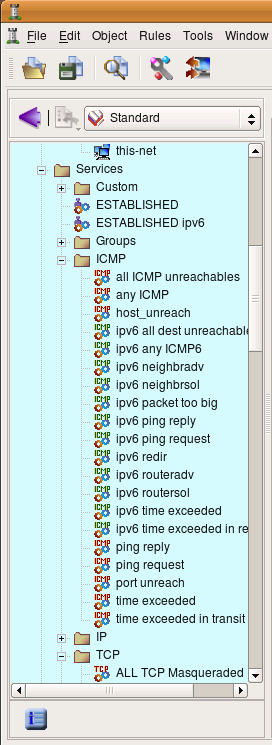 File Edit Object Rules Tools Window
Standard
this-net
Services
Custom
ESTABLISHED
ESTABLISHED ipv6
Groups
ICMP
all ICMP unreachables
any ICMP
host_unreach
ipv6 all dest unreachable
ipv6 any ICMP6
ipv6 neighbradv
ipv6 neighbrsol
ipv6 packet too big
ipv6 ping reply
ipv6 ping request
ipv6 redir
ipv6 routeradv
ipv6 routersol
ipv6 time exceeded
ipv6 time exceeded in re
ping reply
ping request
port unreach
time exceeded
time exceeded in transit
IP
TCP
ALL TCP Masqueraded